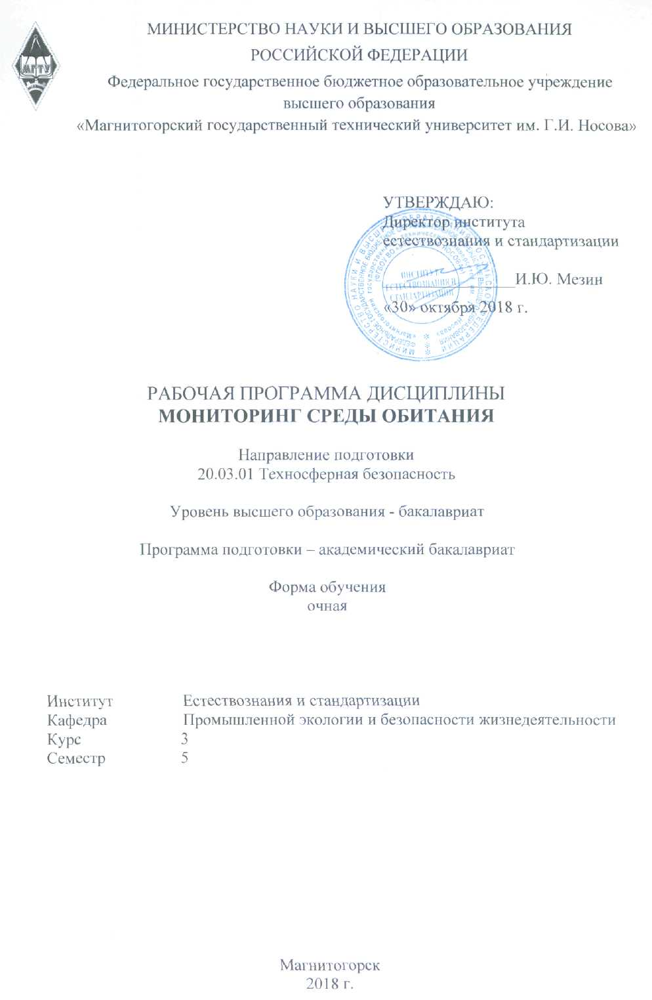 МИНИСТЕРСТВО НАУКИ И ВЫСШЕГО ОБРАЗОВАНИЯ
РОССИЙСКОЙ ФЕДЕРАЦИИ
Федеральное государственное бюджетное образовательное учреждение
высшего образования
«Магнитогорский государственный технический университет им. Г.И. Носова»
МГТУ
УТВЕРЖДАЮ:
Директор института
естествознания и стандартизации
И.Ю. Мезин
«30» октября 2018 г.
ИНСТИТУТ
ЕСТЕСТВОЗНАНИЯ И
СТАНДАРТИЗАЦИИ
РАБОЧАЯ ПРОГРАММА ДИСЦИПЛИНЫ
МОНИТОРИНГ СРЕДЫ ОБИТАНИЯ
Направление подготовки
20.03.01 Техносферная безопасность
Уровень высшего образования - бакалавриат
Программа подготовки – академический бакалавриат
Форма обучения
очная
Институт Естествознания и стандартизации
Кафедра Промышленной экологии и безопасности жизнедеятельности
Курс 3
Семестр 5
Магнитогорск
2018 г.